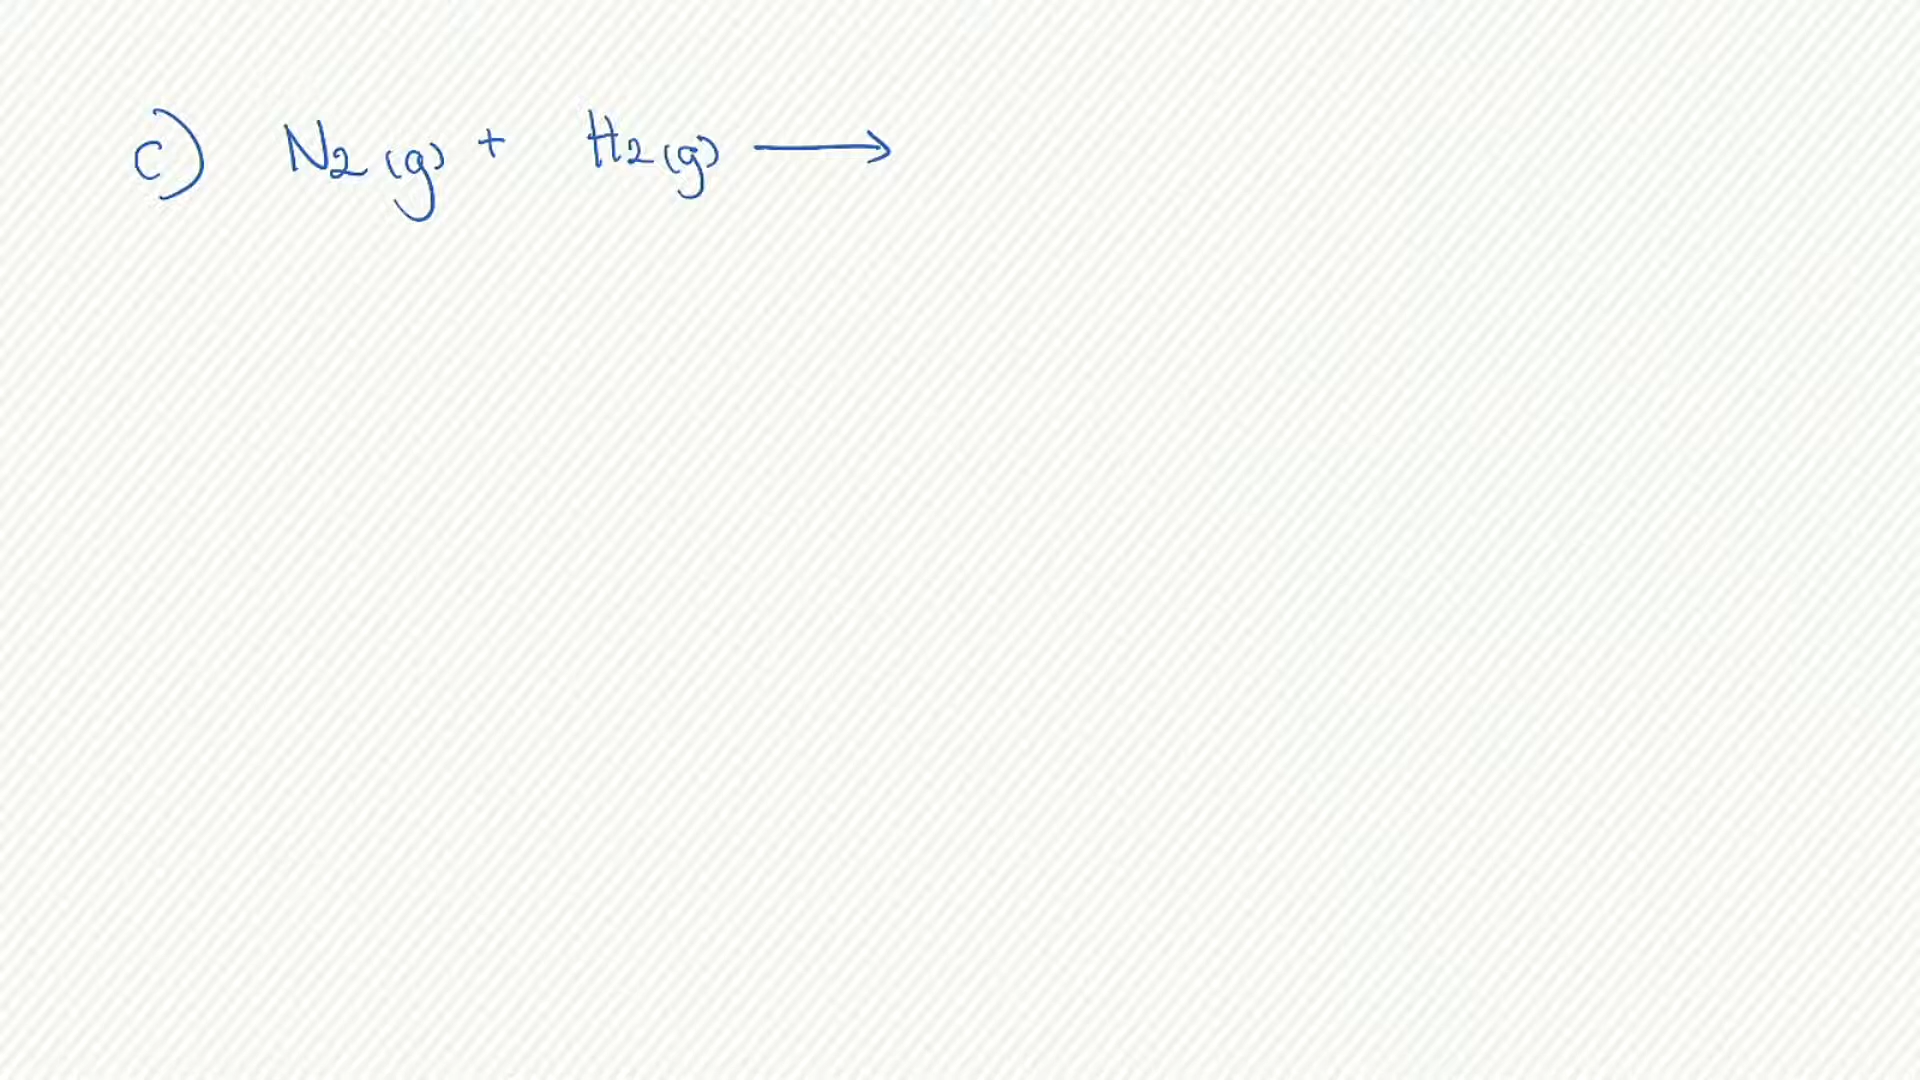 c) N₂ (g) + H₂ (g) ⟶